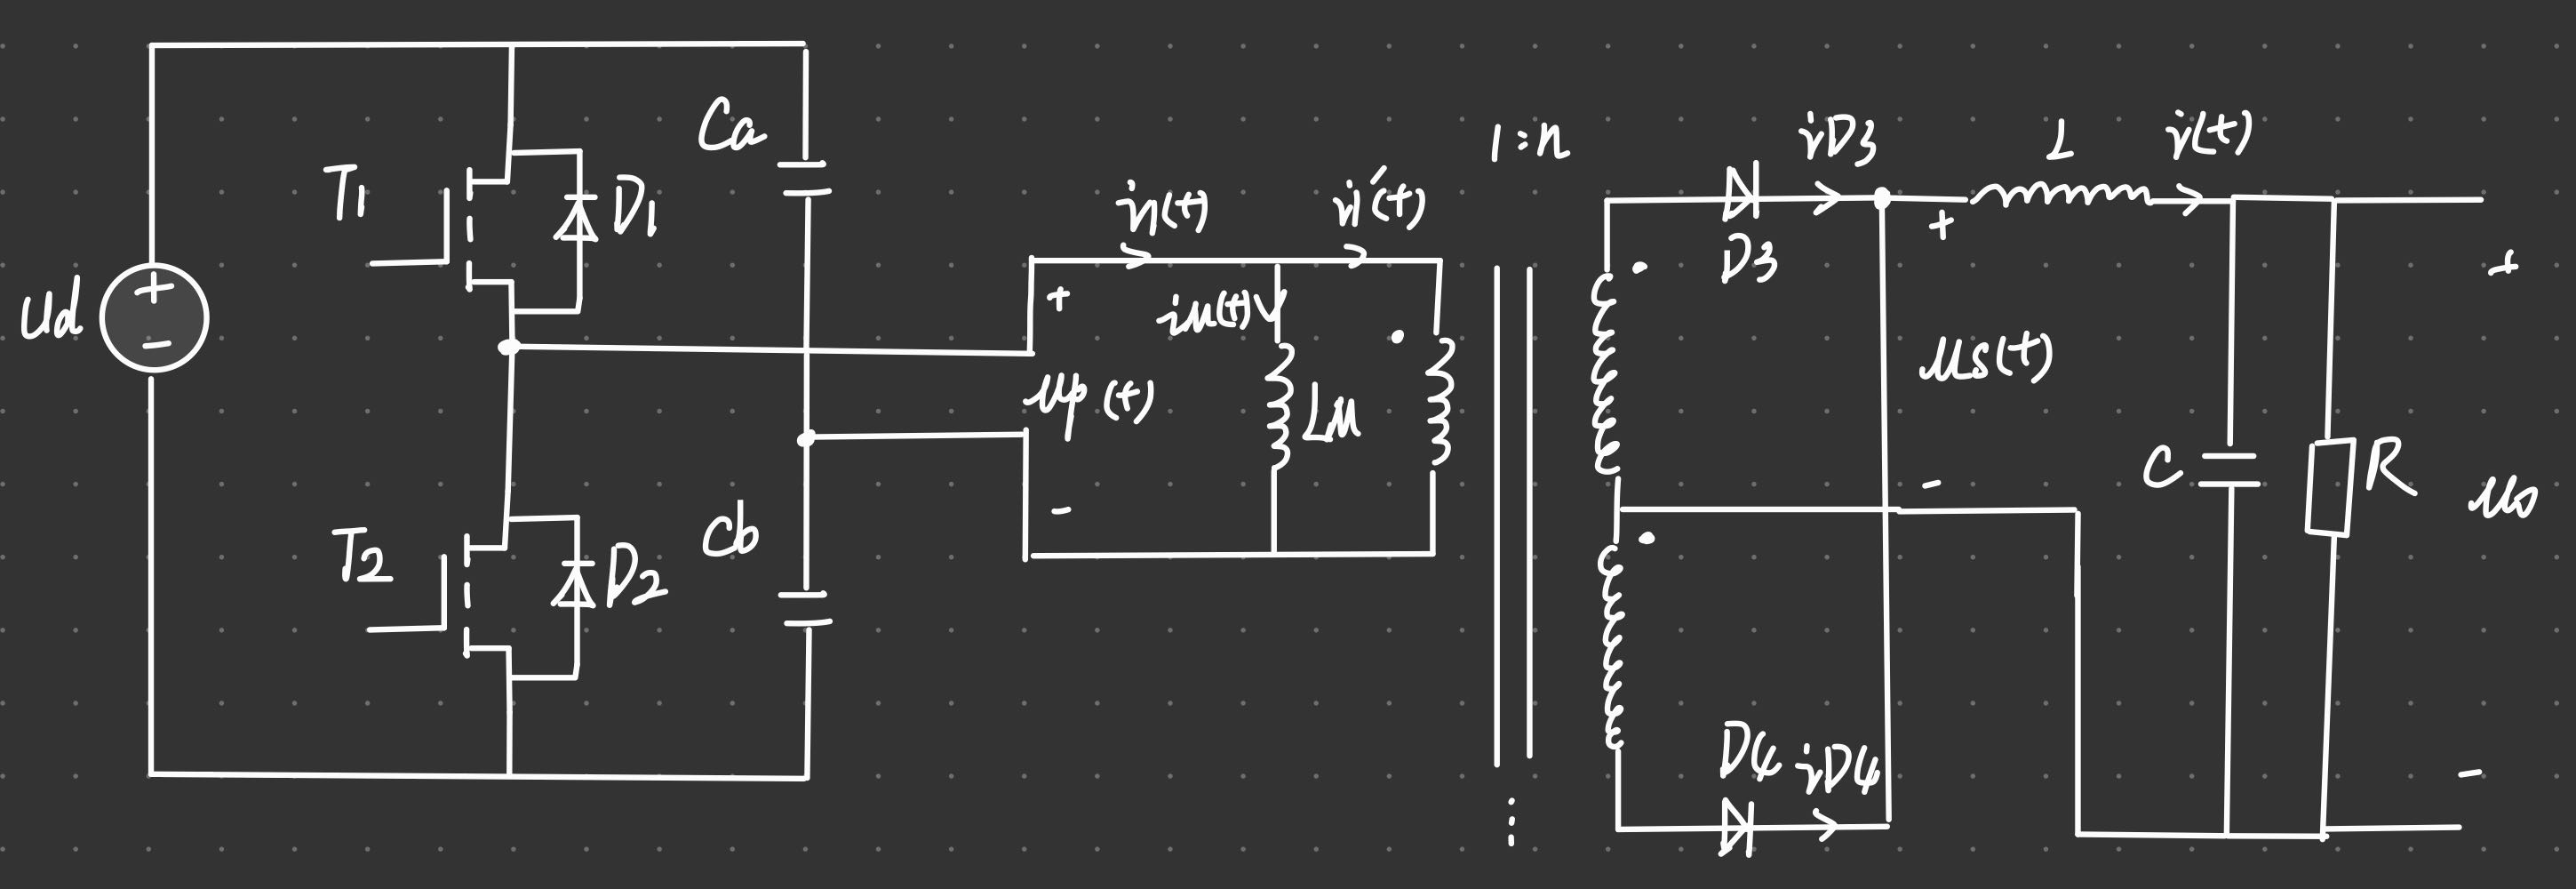 Ud
T1
D1
Ca
T2
D2
Cb
i1(t)
i1'(t)
+
up(t)
-
iM(t)
LM
1:n
⋮
D3
iD3
D4
iD4
+
us(t)
-
L
i(t)
C
R
+
uo
-